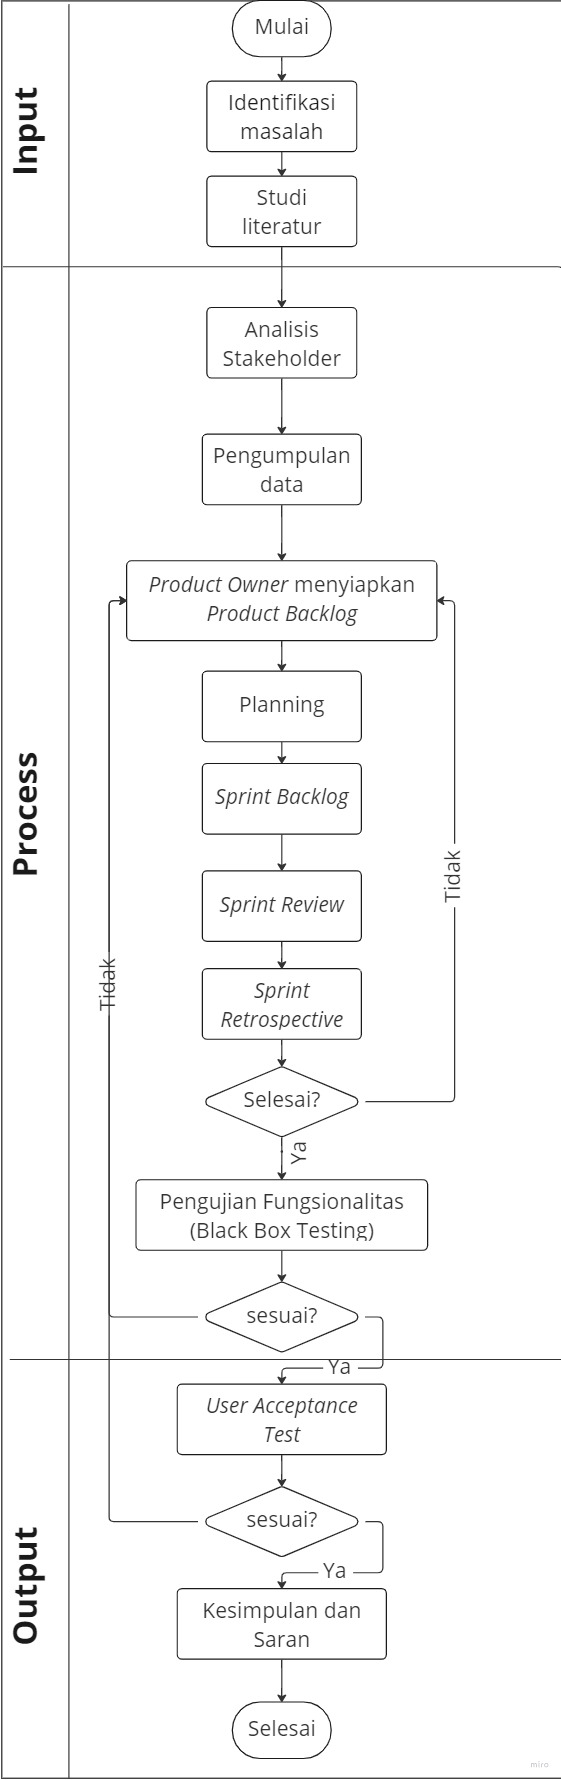 Mulai
Input
Identifikasi
masalah
Studi
literatur
Process
Analisis
Stakeholder
Pengumpulan
data
Product Owner menyiapkan
Product Backlog
Planning
Sprint Backlog
Sprint Review
Tidak
Sprint
Retrospective
Tidak
Selesai?
Ya
Pengujian Fungsionalitas
(Black Box Testing)
sesuai?
Ya
Output
User Acceptance
Test
sesuai?
Ya
Kesimpulan dan
Saran
Selesai
miro